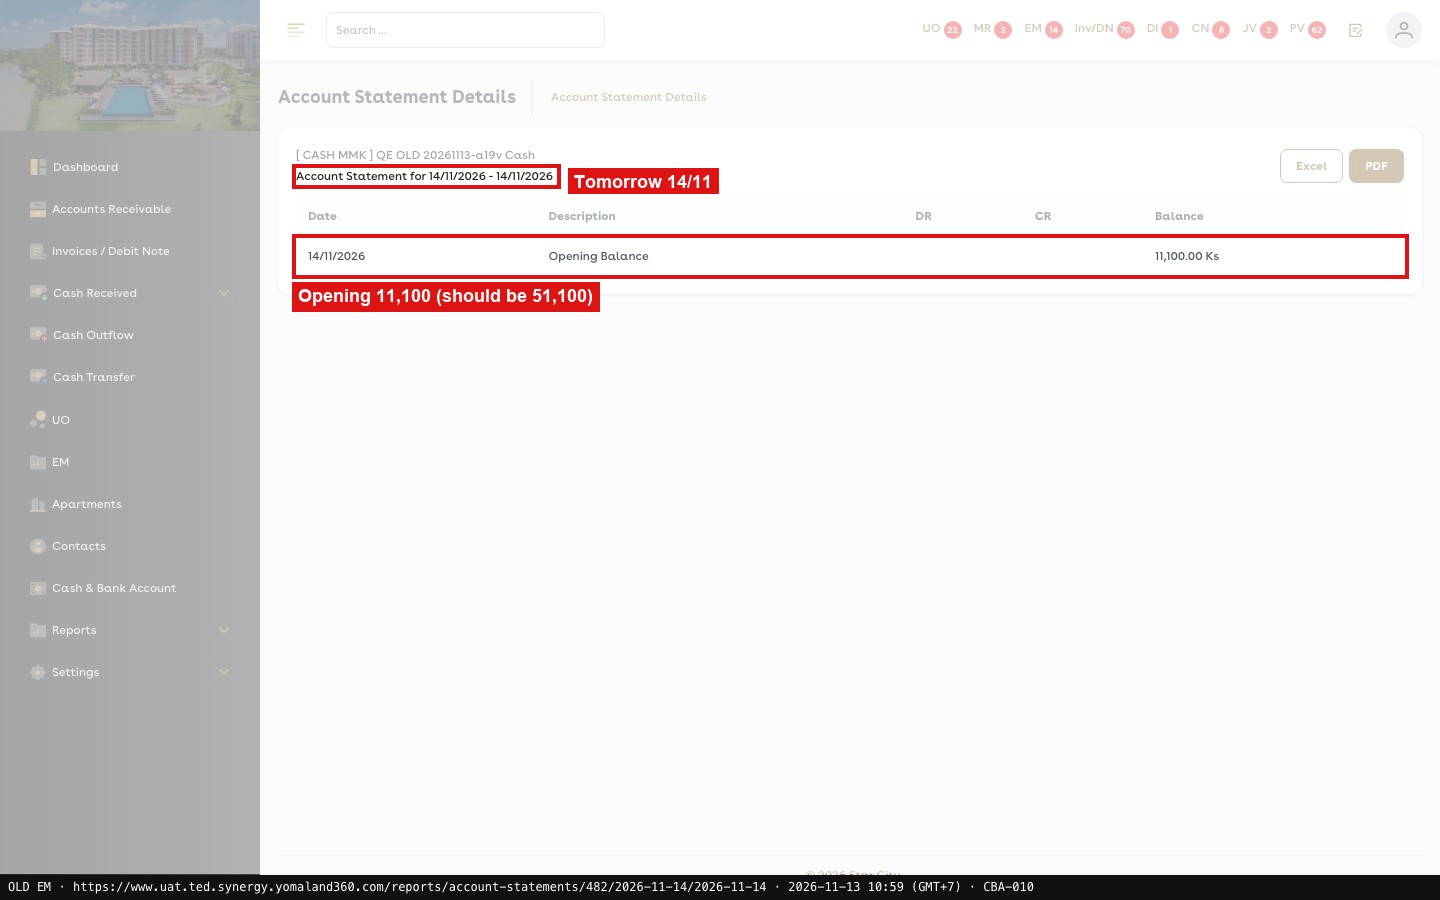 Search ...
UO 22 MR 2 EM 14 Inv/DN 70 DI 1 CN 8 JV 2 PV 62
Account Statement Details
Account Statement Details
[ CASH MMK ] QE OLD 20261113-a19v Cash
Account Statement for 14/11/2026 - 14/11/2026
Tomorrow 14/11
Excel
PDF
Date Description DR CR Balance
14/11/2026 Opening Balance 11,100.00 Ks
Opening 11,100 (should be 51,100)
Dashboard
Accounts Receivable
Invoices / Debit Note
Cash Received
Cash Outflow
Cash Transfer
UO
EM
Apartments
Contacts
Cash & Bank Account
Reports
Settings
© 2026 Star City
OLD EM · https://www.uat.ted.synergy.yomaland360.com/reports/account-statements/482/2026-11-14/2026-11-14 · 2026-11-13 10:59 (GMT+7) · CBA-010